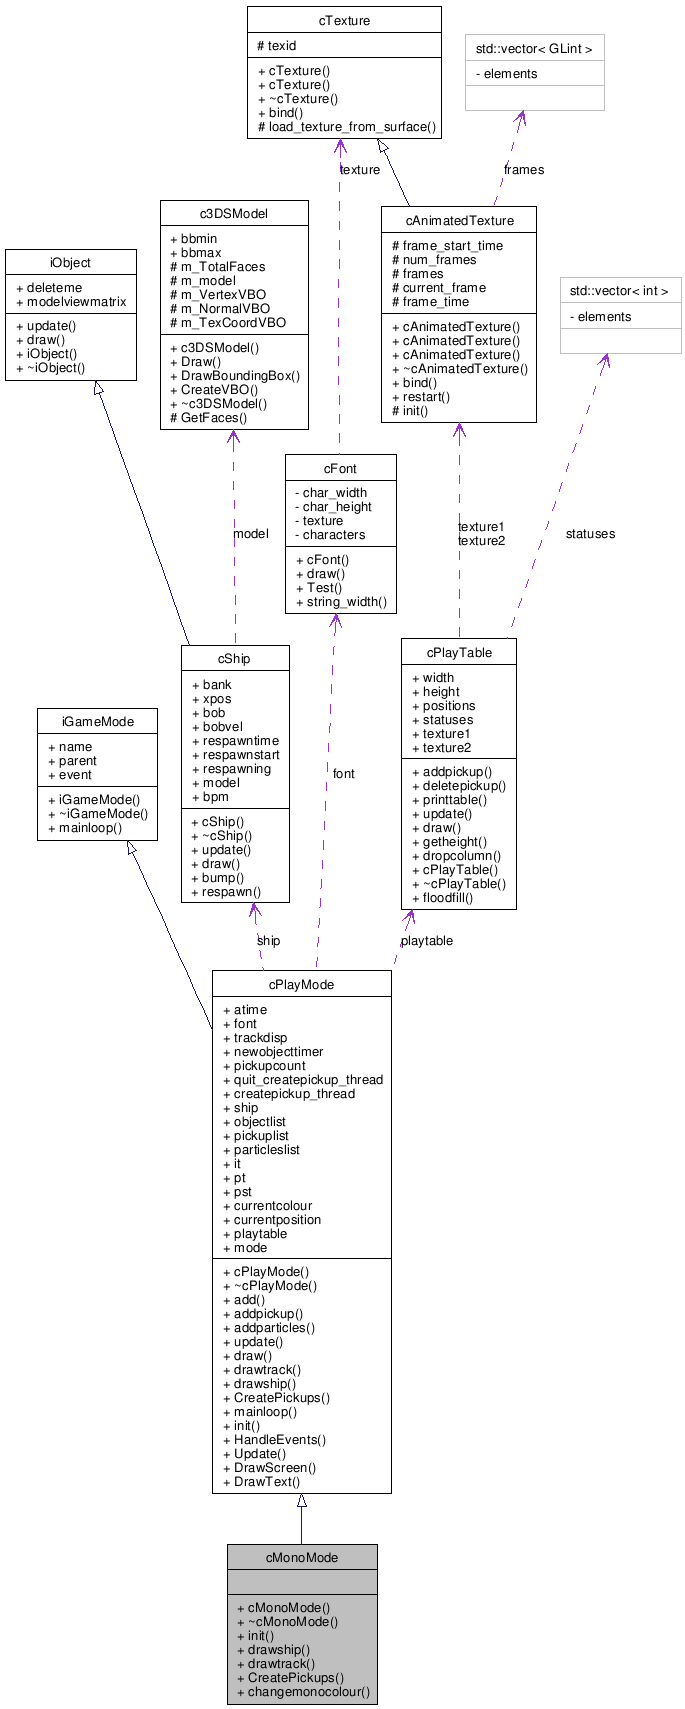 cTexture
# texid
+ cTexture()
+ cTexture()
+ ~cTexture()
+ bind()
# load_texture_from_surface()
std::vector< GLint >
- elements
texture
frames
c3DSModel
+ bbmin
+ bbmax
# m_TotalFaces
# m_model
# m_VertexVBO
# m_NormalVBO
# m_TexCoordVBO
+ c3DSModel()
+ Draw()
+ DrawBoundingBox()
+ CreateVBO()
+ ~c3DSModel()
# GetFaces()
cAnimatedTexture
# frame_start_time
# num_frames
# frames
# current_frame
# frame_time
+ cAnimatedTexture()
+ cAnimatedTexture()
+ cAnimatedTexture()
+ ~cAnimatedTexture()
+ bind()
+ restart()
# init()
iObject
+ deleteme
+ modelviewmatrix
+ update()
+ draw()
+ iObject()
+ ~iObject()
std::vector< int >
- elements
cFont
- char_width
- char_height
- texture
- characters
+ cFont()
+ draw()
+ Test()
+ string_width()
model
texture1
texture2
statuses
cShip
+ bank
+ xpos
+ bob
+ bobvel
+ respawntime
+ respawnstart
+ respawning
+ model
+ bpm
+ cShip()
+ ~cShip()
+ update()
+ draw()
+ bump()
+ respawn()
cPlayTable
+ width
+ height
+ positions
+ statuses
+ texture1
+ texture2
+ addpickup()
+ deletepickup()
+ printtable()
+ update()
+ draw()
+ getheight()
+ dropcolumn()
+ cPlayTable()
+ ~cPlayTable()
+ floodfill()
iGameMode
+ name
+ parent
+ event
+ iGameMode()
+ ~iGameMode()
+ mainloop()
font
ship
playtable
cPlayMode
+ atime
+ font
+ trackdisp
+ newobjecttimer
+ pickupcount
+ quit_createpickup_thread
+ createpickup_thread
+ ship
+ objectlist
+ pickuplist
+ particleslist
+ it
+ pt
+ pst
+ currentcolour
+ currentposition
+ playtable
+ mode
+ cPlayMode()
+ ~cPlayMode()
+ add()
+ addpickup()
+ addparticles()
+ update()
+ draw()
+ drawtrack()
+ drawship()
+ CreatePickups()
+ mainloop()
+ init()
+ HandleEvents()
+ Update()
+ DrawScreen()
+ DrawText()
cMonoMode
+ cMonoMode()
+ ~cMonoMode()
+ init()
+ drawship()
+ drawtrack()
+ CreatePickups()
+ changemonocolour()